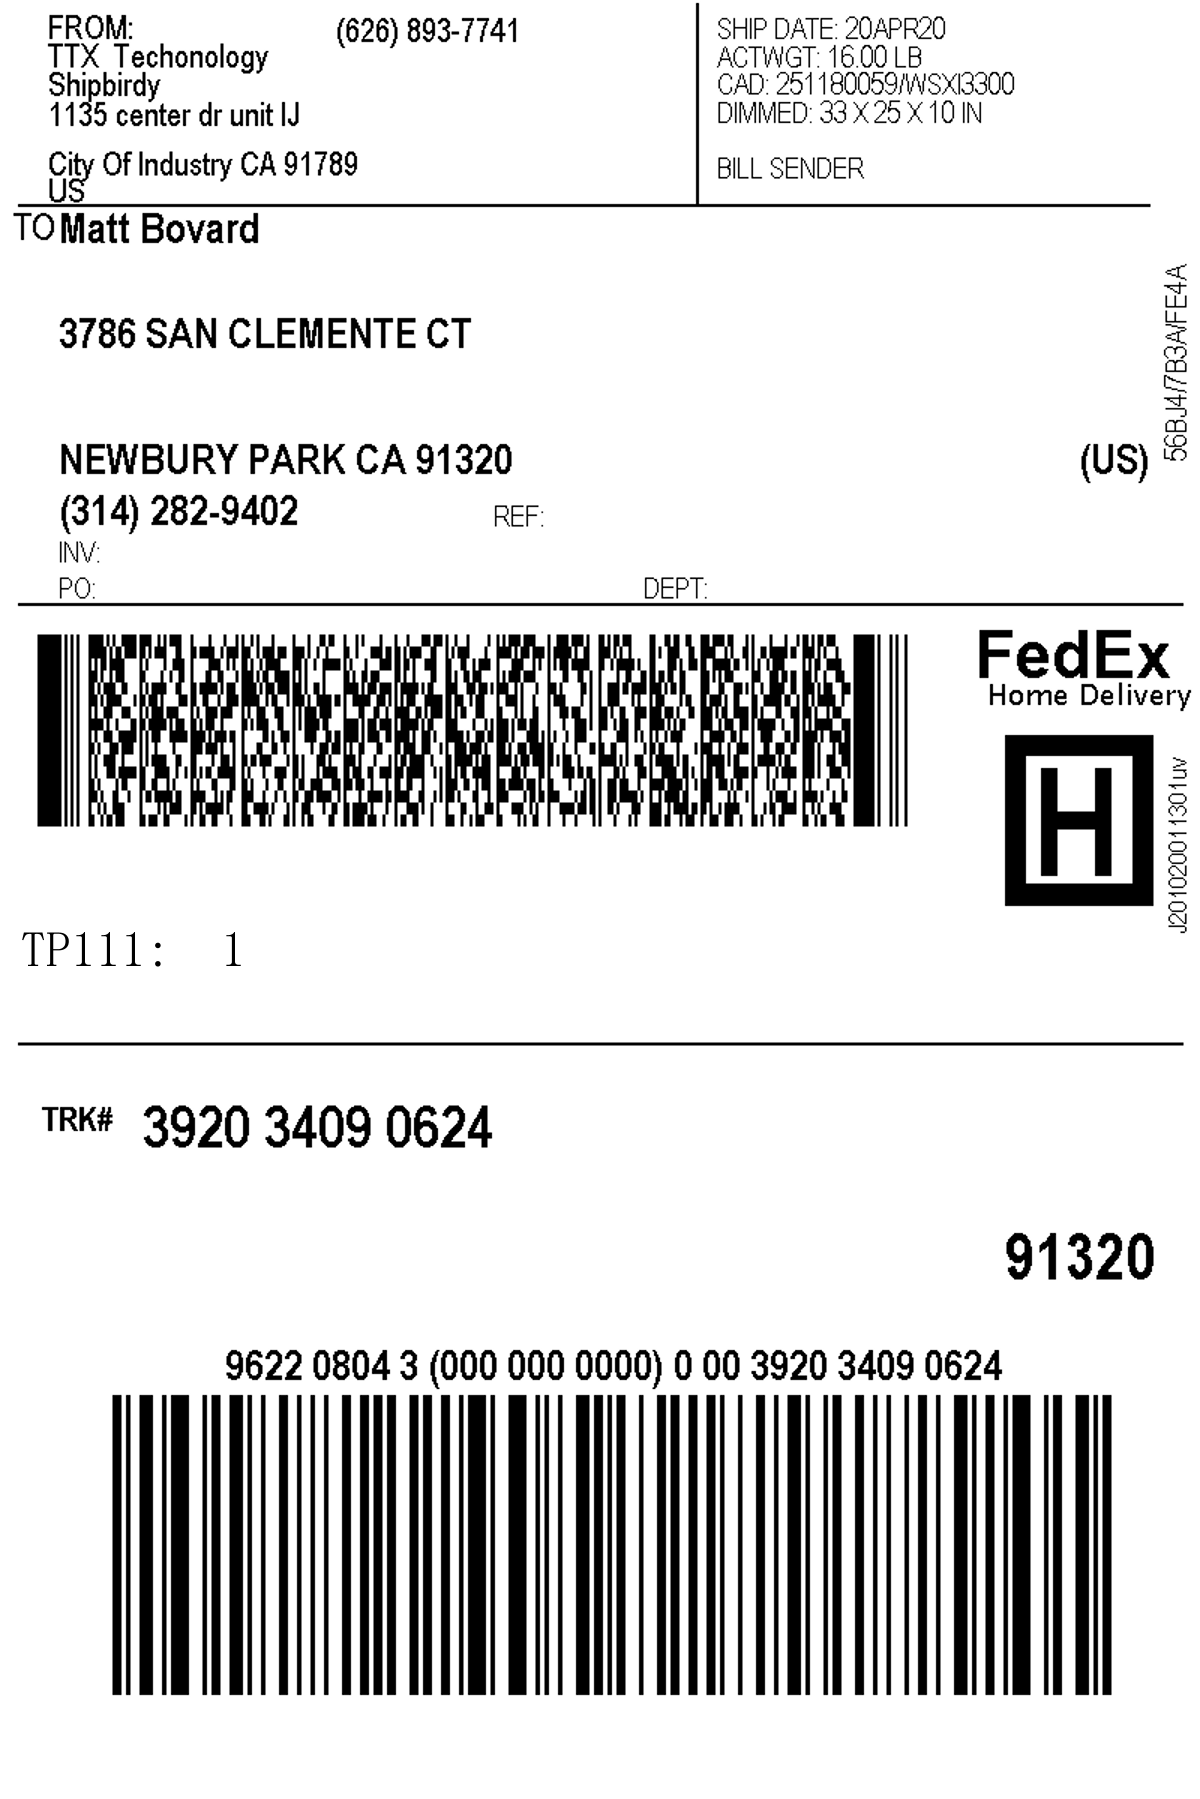 FROM: (626) 893-7741
TTX Techonology
Shipbirdy
1135 center dr unit IJ
City Of Industry CA 91789
US
SHIP DATE: 20APR20
ACTWGT: 16.00 LB
CAD: 251180059/WSXI3300
DIMMED: 33 X 25 X 10 IN
BILL SENDER
TO Matt Bovard
3786 SAN CLEMENTE CT
NEWBURY PARK CA 91320 (US)
(314) 282-9402 REF:
INV:
PO: DEPT:
56BJ4/7B3A/FE4A
FedEx
Home Delivery
H
J201020011301uv
TP111: 1
TRK# 3920 3409 0624
91320
9622 0804 3 (000 000 0000) 0 00 3920 3409 0624